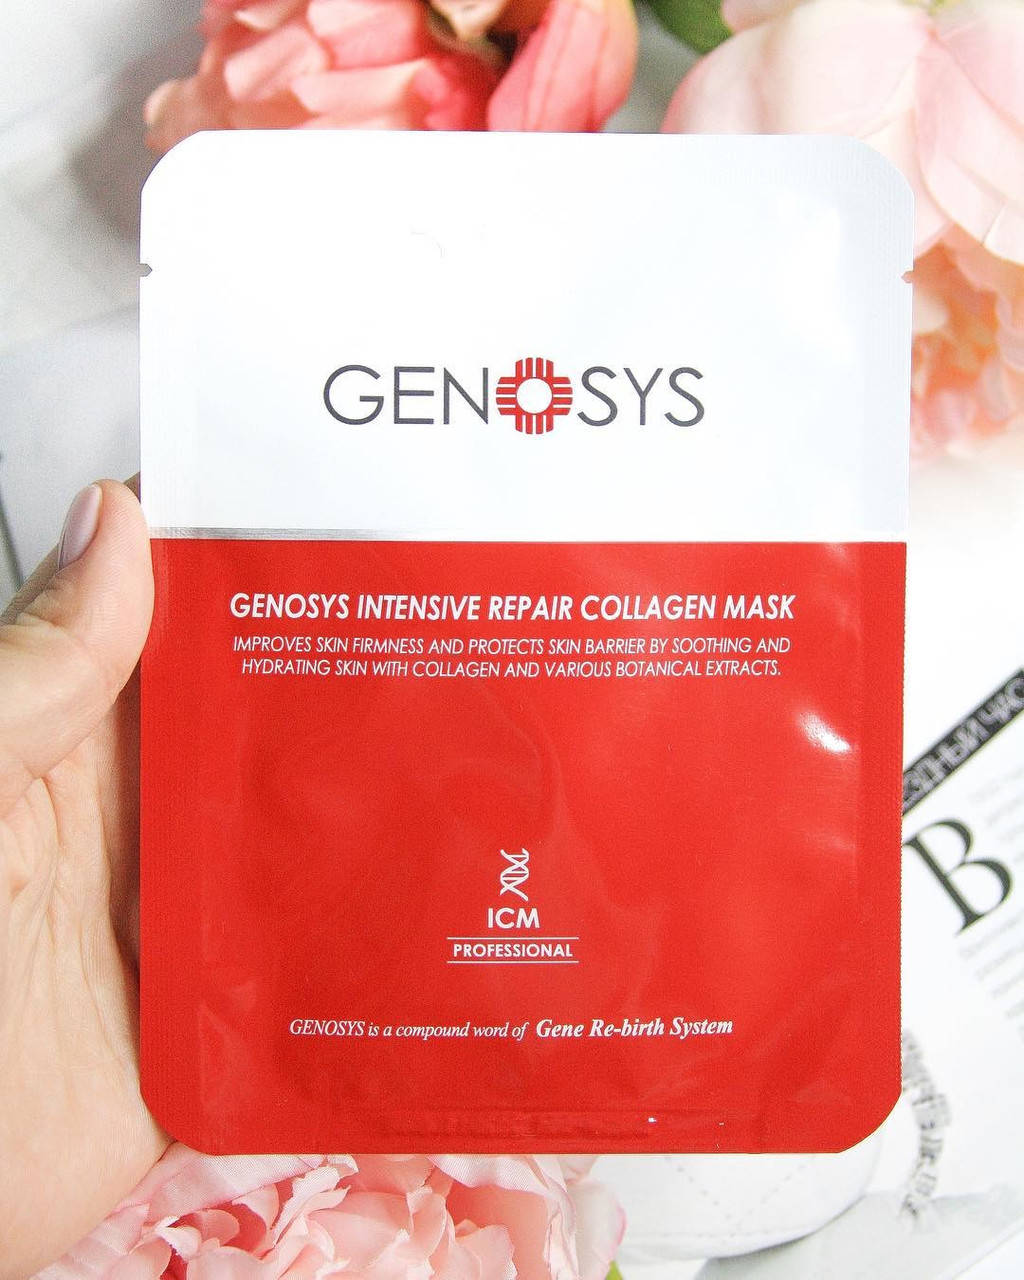 GENOSYS
GENOSYS INTENSIVE REPAIR COLLAGEN MASK
IMPROVES SKIN FIRMNESS AND PROTECTS SKIN BARRIER BY SOOTHING AND
HYDRATING SKIN WITH COLLAGEN AND VARIOUS BOTANICAL EXTRACTS.
ICM
PROFESSIONAL
GENOSYS is a compound word of Gene Re-birth System
В